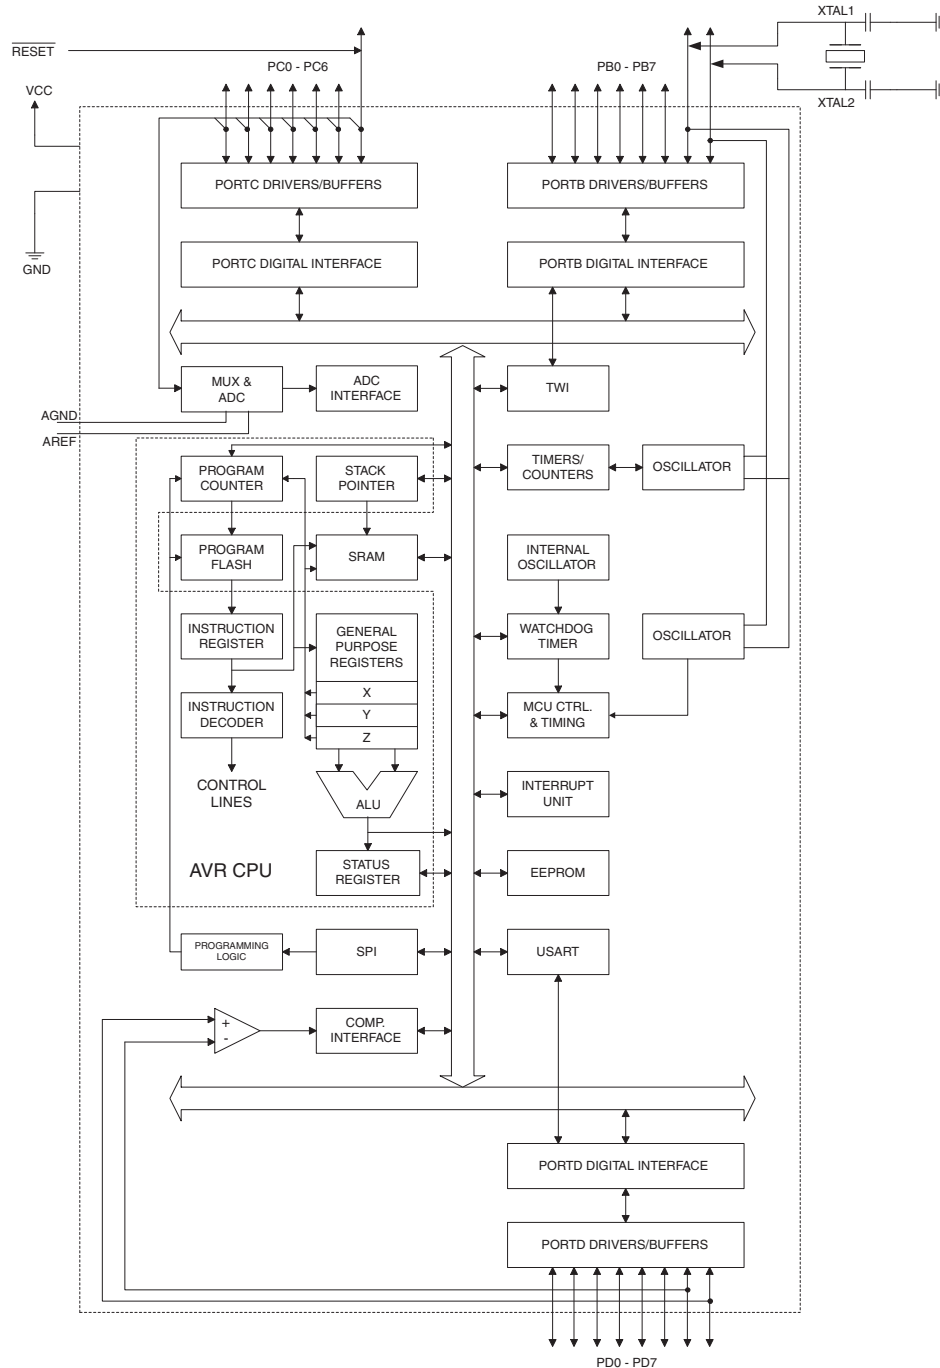 XTAL1
RESET
PC0 - PC6
PB0 - PB7
VCC
XTAL2
PORTC DRIVERS/BUFFERS
PORTB DRIVERS/BUFFERS
GND
PORTC DIGITAL INTERFACE
PORTB DIGITAL INTERFACE
MUX &
ADC
ADC
INTERFACE
TWI
AGND
AREF
PROGRAM
COUNTER
STACK
POINTER
TIMERS/
COUNTERS
OSCILLATOR
PROGRAM
FLASH
SRAM
INTERNAL
OSCILLATOR
INSTRUCTION
REGISTER
GENERAL
PURPOSE
REGISTERS
WATCHDOG
TIMER
OSCILLATOR
X
INSTRUCTION
DECODER
Y
MCU CTRL.
& TIMING
Z
CONTROL
LINES
ALU
INTERRUPT
UNIT
AVR CPU
STATUS
REGISTER
EEPROM
PROGRAMMING
LOGIC
SPI
USART
+
-
COMP.
INTERFACE
PORTD DIGITAL INTERFACE
PORTD DRIVERS/BUFFERS
PD0 - PD7